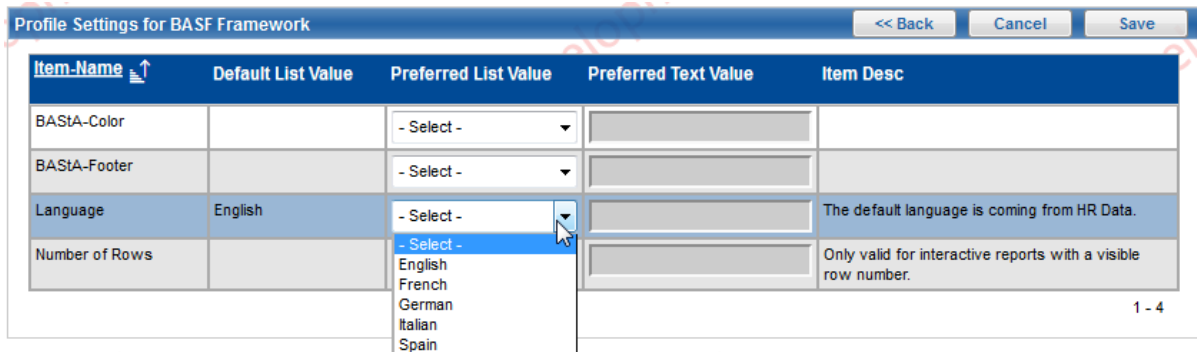 Profile Settings for BASF Framework
<< Back Cancel Save
Item-Name Default List Value Preferred List Value Preferred Text Value Item Desc
BAStA-Color - Select -
BAStA-Footer - Select -
Language English - Select - The default language is coming from HR Data.
- Select -
English
French
German
Italian
Spain
Number of Rows Only valid for interactive reports with a visible
row number.
1 - 4